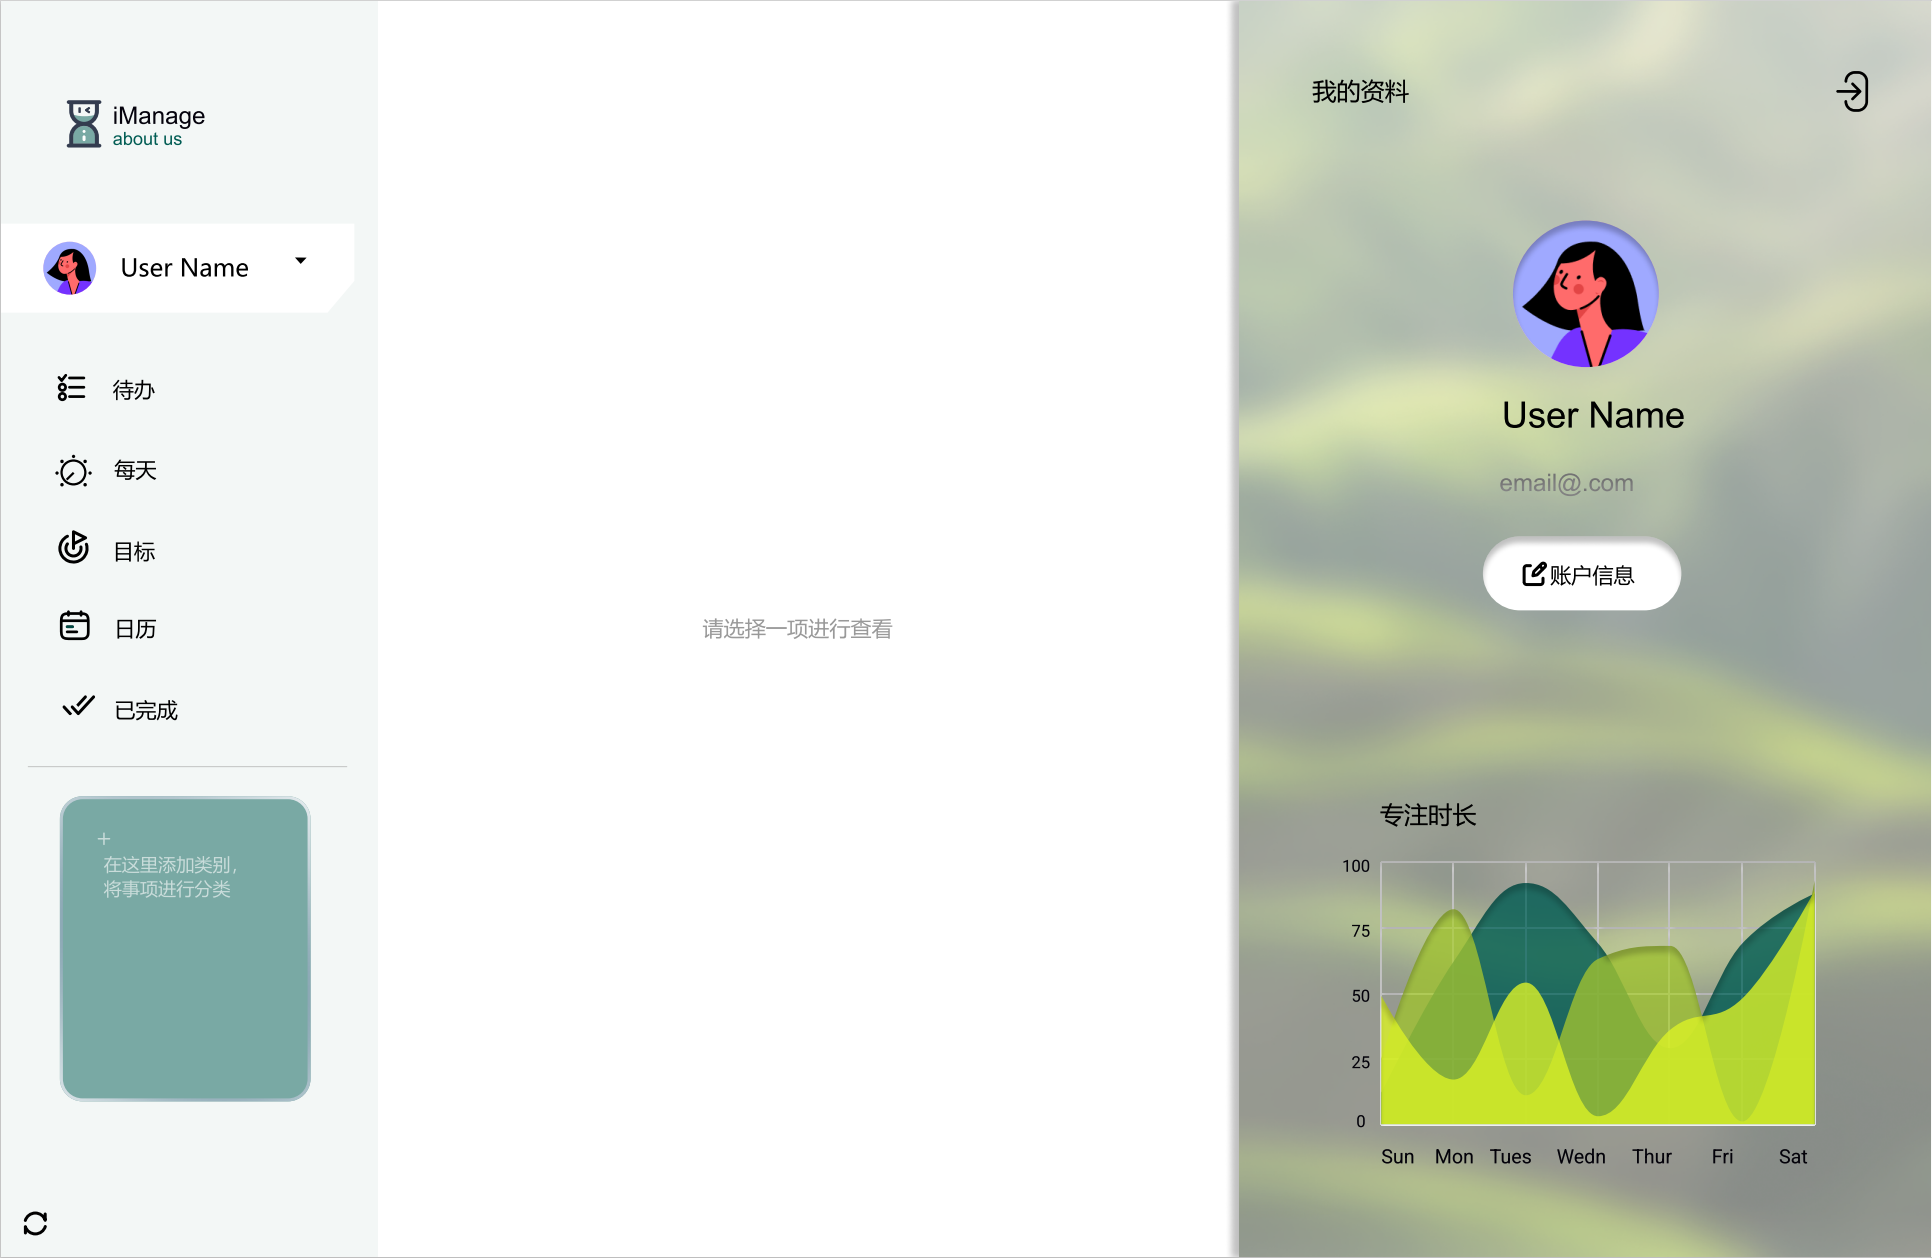 iManage
about us
User Name
待办
每天
目标
日历
已完成
+
在这里添加类别，
将事项进行分类
请选择一项进行查看
我的资料
User Name
email@.com
账户信息
专注时长
100
75
50
25
0
Sun Mon Tues Wedn Thur Fri Sat